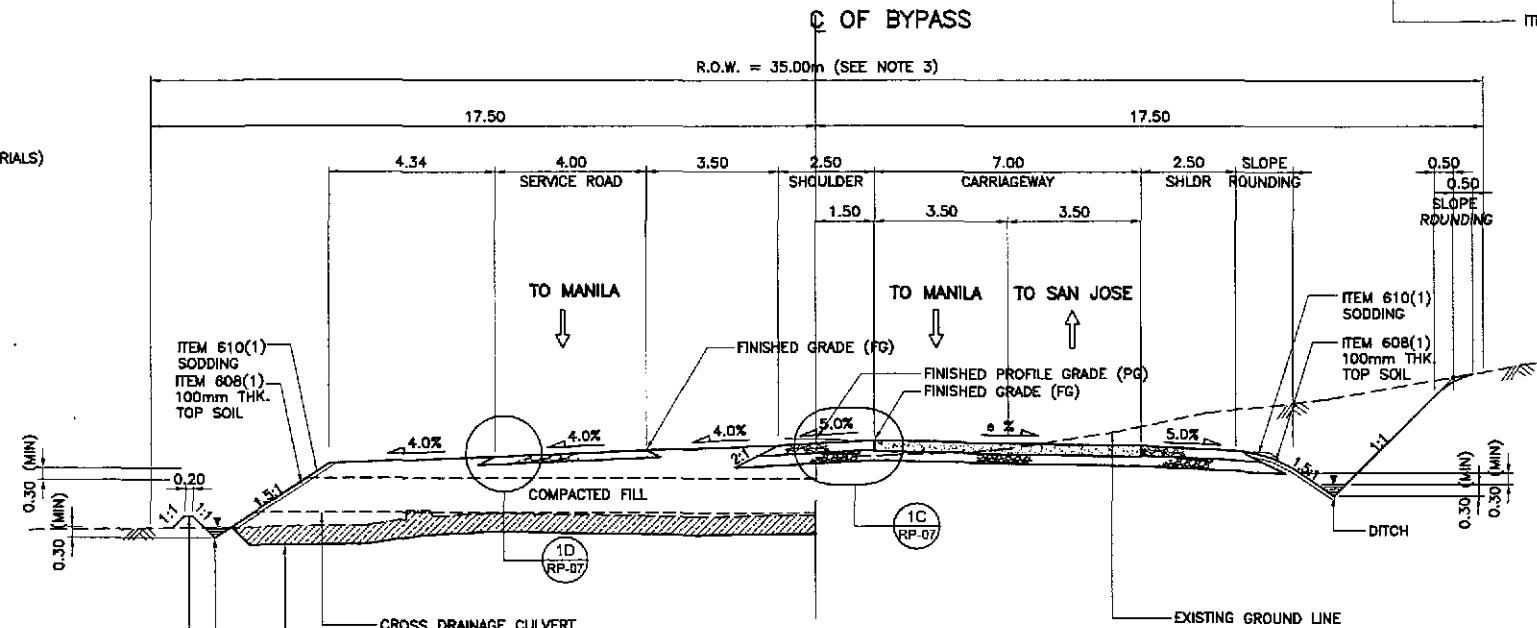 ℄ OF BYPASS
R.O.W. = 35.00m (SEE NOTE 3)
17.50
17.50
RIALS)
4.34
4.00
3.50
2.50
7.00
2.50
SLOPE
0.50
SERVICE ROAD
SHOULDER
CARRIAGEWAY
SHLDR
ROUNDING
0.50
SLOPE
ROUNDING
1.50
3.50
3.50
TO MANILA
TO MANILA
TO SAN JOSE
ITEM 610(1)
SODDING
ITEM 608(1)
100mm THK.
TOP SOIL
ITEM 610(1)
SODDING
ITEM 608(1)
100mm THK.
TOP SOIL
FINISHED GRADE (FG)
FINISHED PROFILE GRADE (PG)
FINISHED GRADE (FG)
4.0%
4.0%
4.0%
5.0%
e %
5.0%
2:1
1:1
1.5:1
1.5:1
0.30 (MIN)
0.20
1:1
1:1
0.30 (MIN)
COMPACTED FILL
0.30 (MIN)
0.30 (MIN)
DITCH
1C
RP-07
1D
RP-07
CROSS DRAINAGE CULVERT
EXISTING GROUND LINE